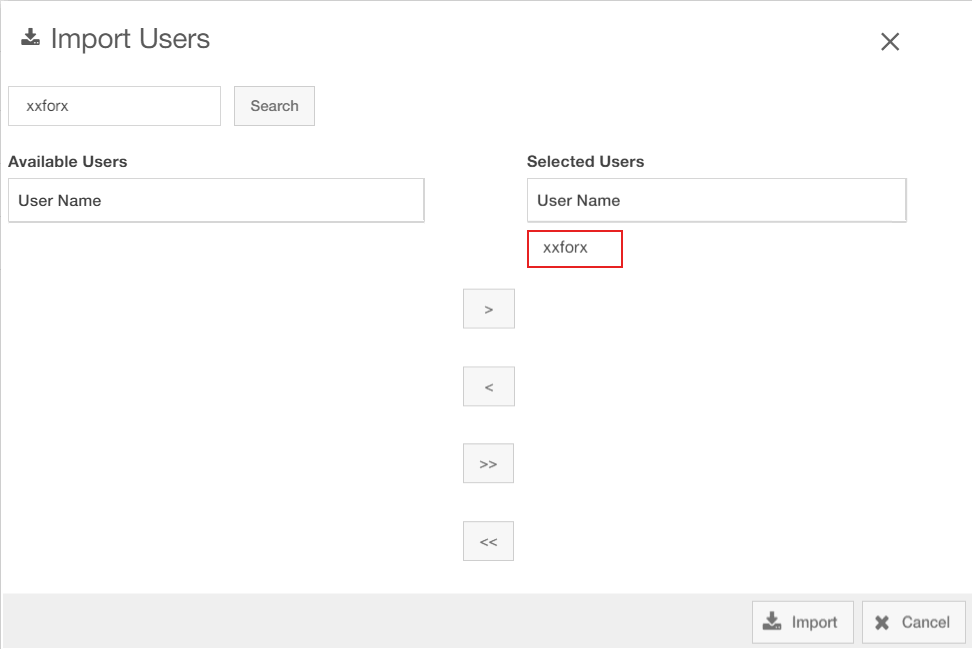 Import Users
xxforx
Search
Available Users
Selected Users
User Name
User Name
xxforx
>
<
>>
<<
Import
Cancel